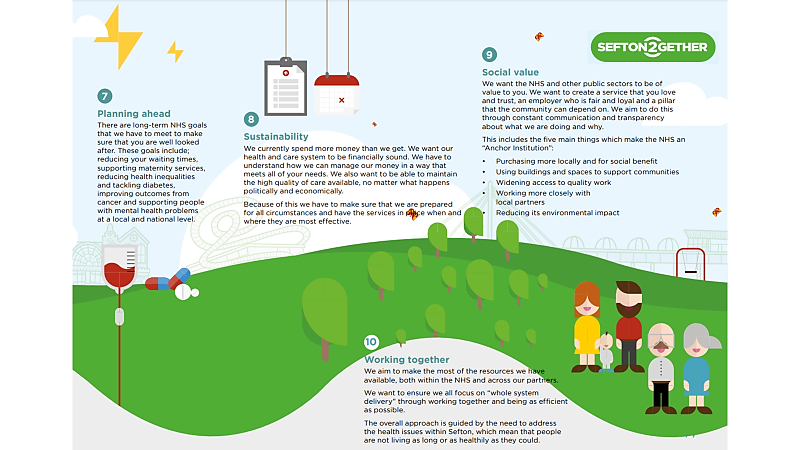 7
Planning ahead
There are long-term NHS goals
that we have to meet to make
sure that you are well looked
after. These goals include;
reducing your waiting times,
supporting maternity services,
reducing health inequalities
and tackling diabetes,
improving outcomes from
cancer and supporting people
with mental health problems
at a local and national level.
8
Sustainability
We currently spend more money than we get. We want our
health and care system to be financially sound. We have to
understand how we can manage our money in a way that
meets all of your needs. We also want to be able to maintain
the high quality of care available, no matter what happens
politically and economically.
Because of this we have to make sure that we are prepared
for all circumstances and have the services in place when and
where they are most effective.
SEFTON2GETHER
9
Social value
We want the NHS and other public sectors to be of
value to you. We want to create a service that you love
and trust, an employer who is fair and loyal and a pillar
that the community can depend on. We aim to do this
through constant communication and transparency
about what we are doing and why.
This includes the five main things which make the NHS an
“Anchor Institution”:
• Purchasing more locally and for social benefit
• Using buildings and spaces to support communities
• Widening access to quality work
• Working more closely with
local partners
• Reducing its environmental impact
10
Working together
We aim to make the most of the resources we have
available, both within the NHS and across our partners.
We want to ensure we all focus on “whole system
delivery” through working together and being as efficient
as possible.
The overall approach is guided by the need to address
the health issues within Sefton, which mean that people
are not living as long or as healthily as they could.